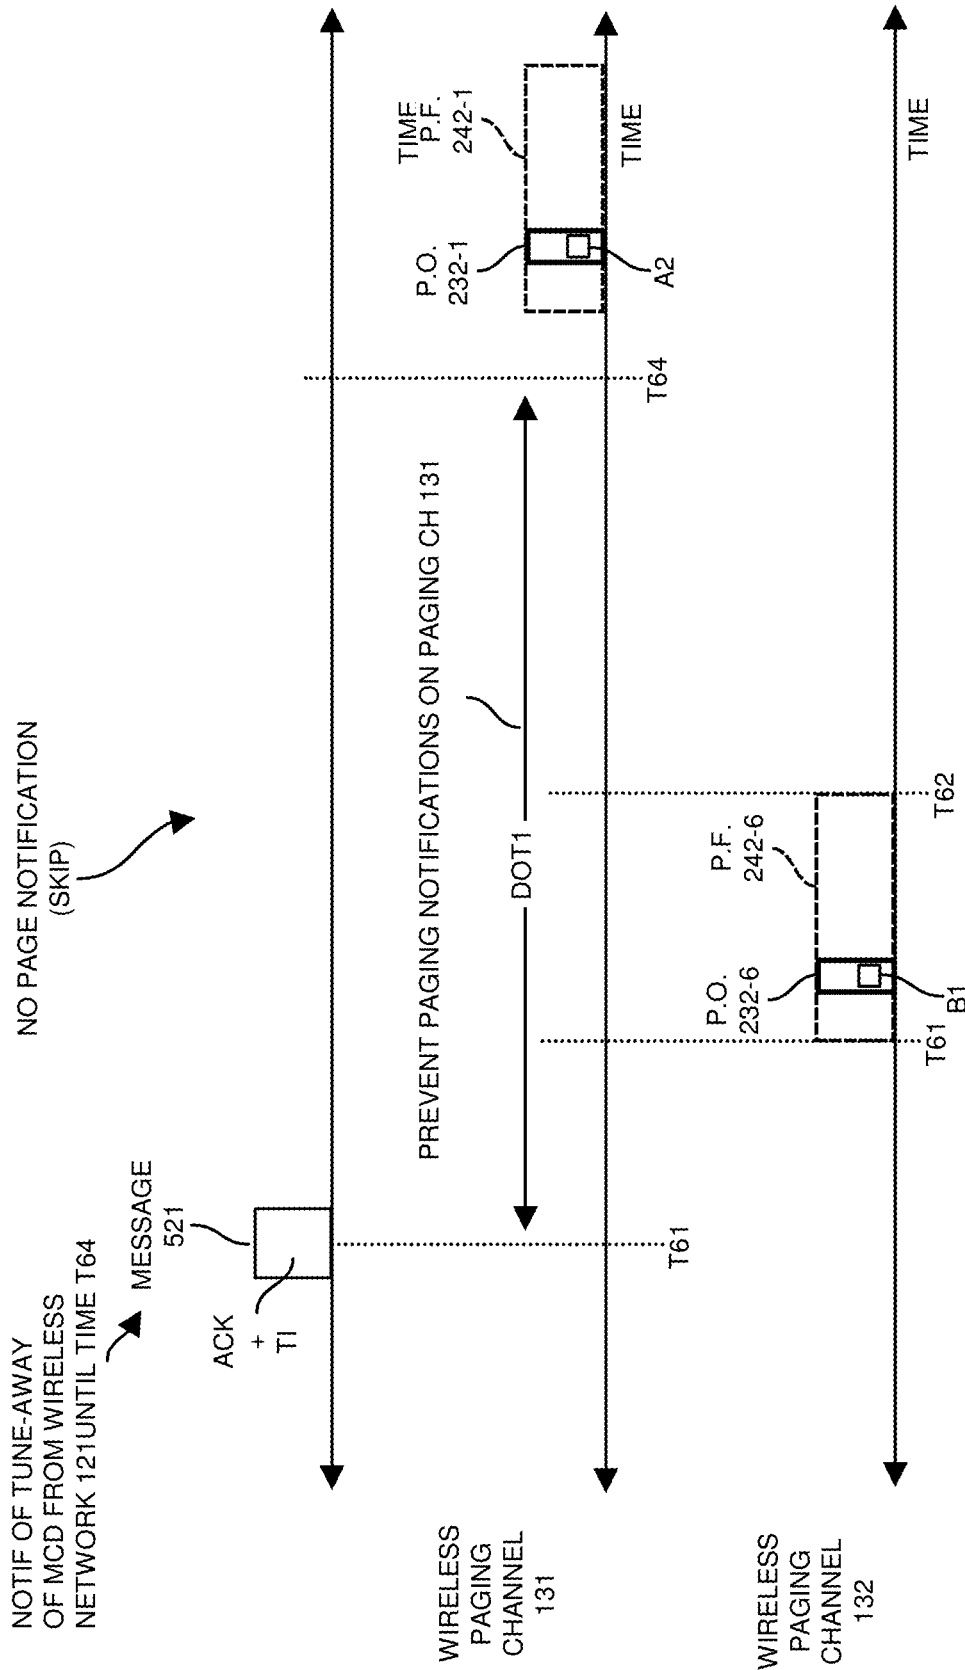 NOTIF OF TUNE-AWAY
OF MCD FROM WIRELESS
NETWORK 121UNTIL TIME T64
MESSAGE
521
ACK
+
TI
NO PAGE NOTIFICATION
(SKIP)
TIME
WIRELESS
PAGING
CHANNEL
131
T61
PREVENT PAGING NOTIFICATIONS ON PAGING CH 131
DOT1
T64
P.O.
232-1
P.F.
242-1
A2
TIME
WIRELESS
PAGING
CHANNEL
132
T61
P.O.
232-6
B1
P.F.
242-6
T62
TIME